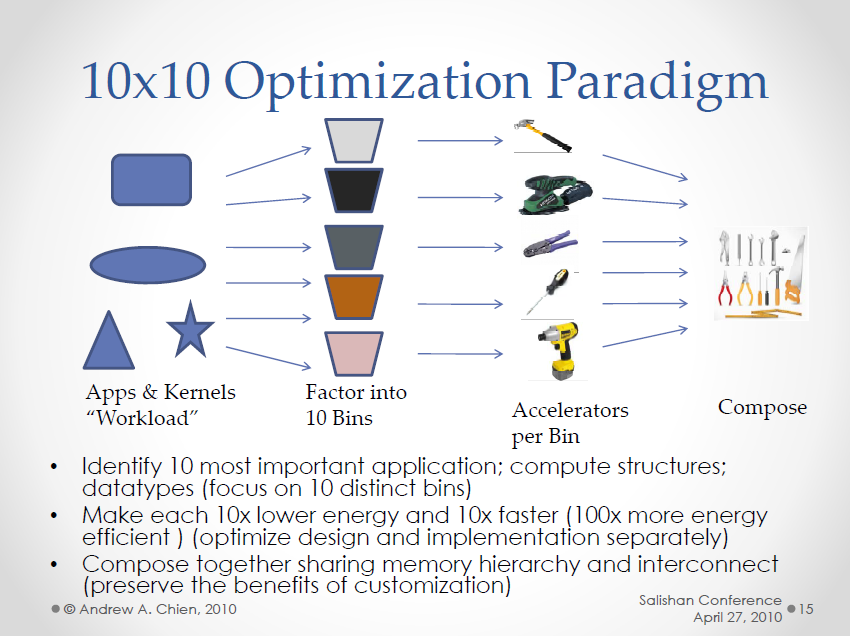 10x10 Optimization Paradigm
Apps & Kernels
“Workload”
Factor into
10 Bins
Accelerators
per Bin
Compose
• Identify 10 most important application; compute structures;
datatypes (focus on 10 distinct bins)
• Make each 10x lower energy and 10x faster (100x more energy
efficient ) (optimize design and implementation separately)
• Compose together sharing memory hierarchy and interconnect
(preserve the benefits of customization)
© Andrew A. Chien, 2010
Salishan Conference
April 27, 2010
15